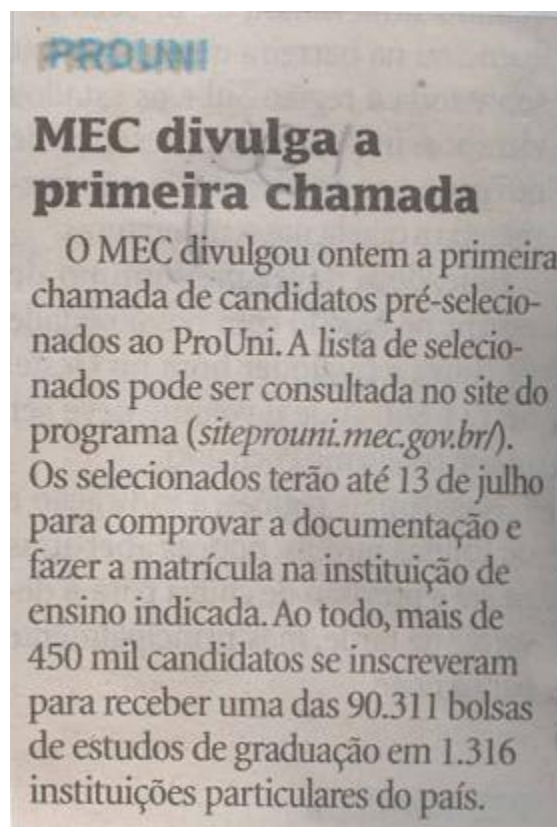 PROUNI
MEC divulga a
primeira chamada
O MEC divulgou ontem a primeira
chamada de candidatos pré-selecio-
nados ao ProUni. A lista de selecio-
nados pode ser consultada no site do
programa (siteprouni.mec.gov.br/).
Os selecionados terão até 13 de julho
para comprovar a documentação e
fazer a matrícula na instituição de
ensino indicada. Ao todo, mais de
450 mil candidatos se inscreveram
para receber uma das 90.311 bolsas
de estudos de graduação em 1.316
instituições particulares do país.